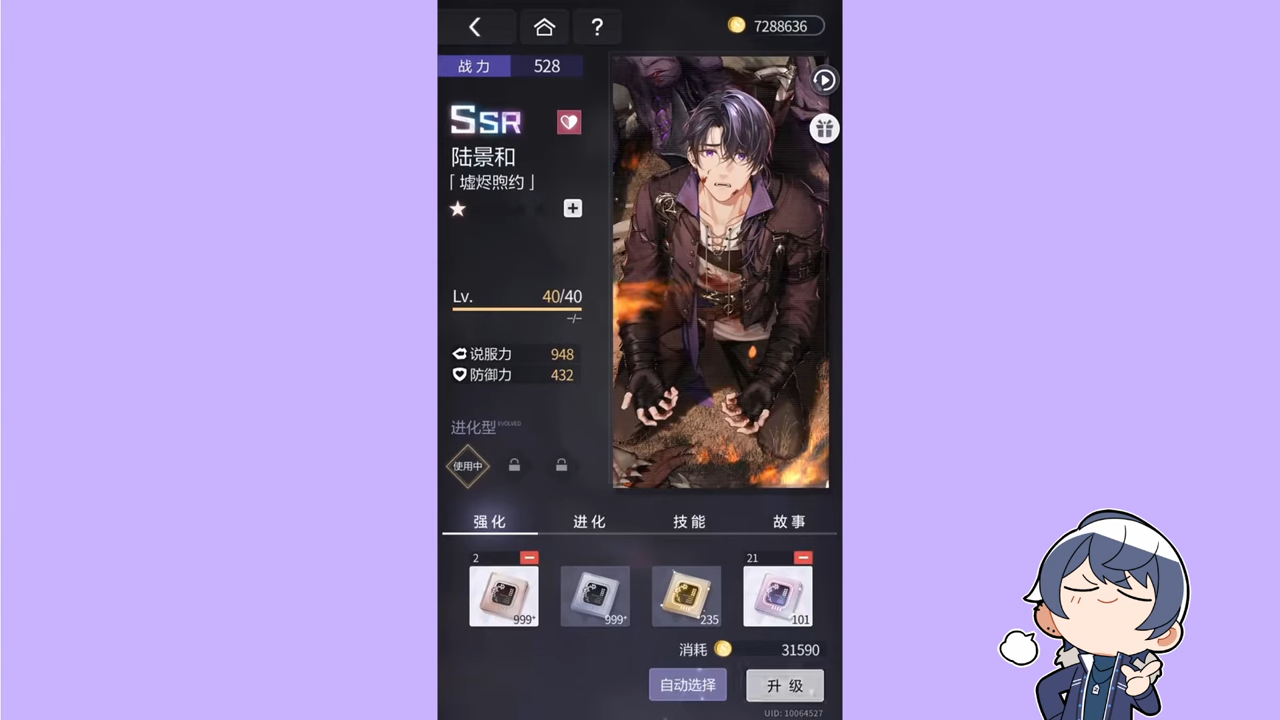 ?
7288636
战力 528
SSR
陆景和
「墟烬煦约」
Lv. 40/40
-/-
说服力 948
防御力 432
进化型 EVOLVED
使用中
强化 进化 技能 故事
2 21
999+ 999+ 235 101
消耗 31590
自动选择 升级
UID: 10064527